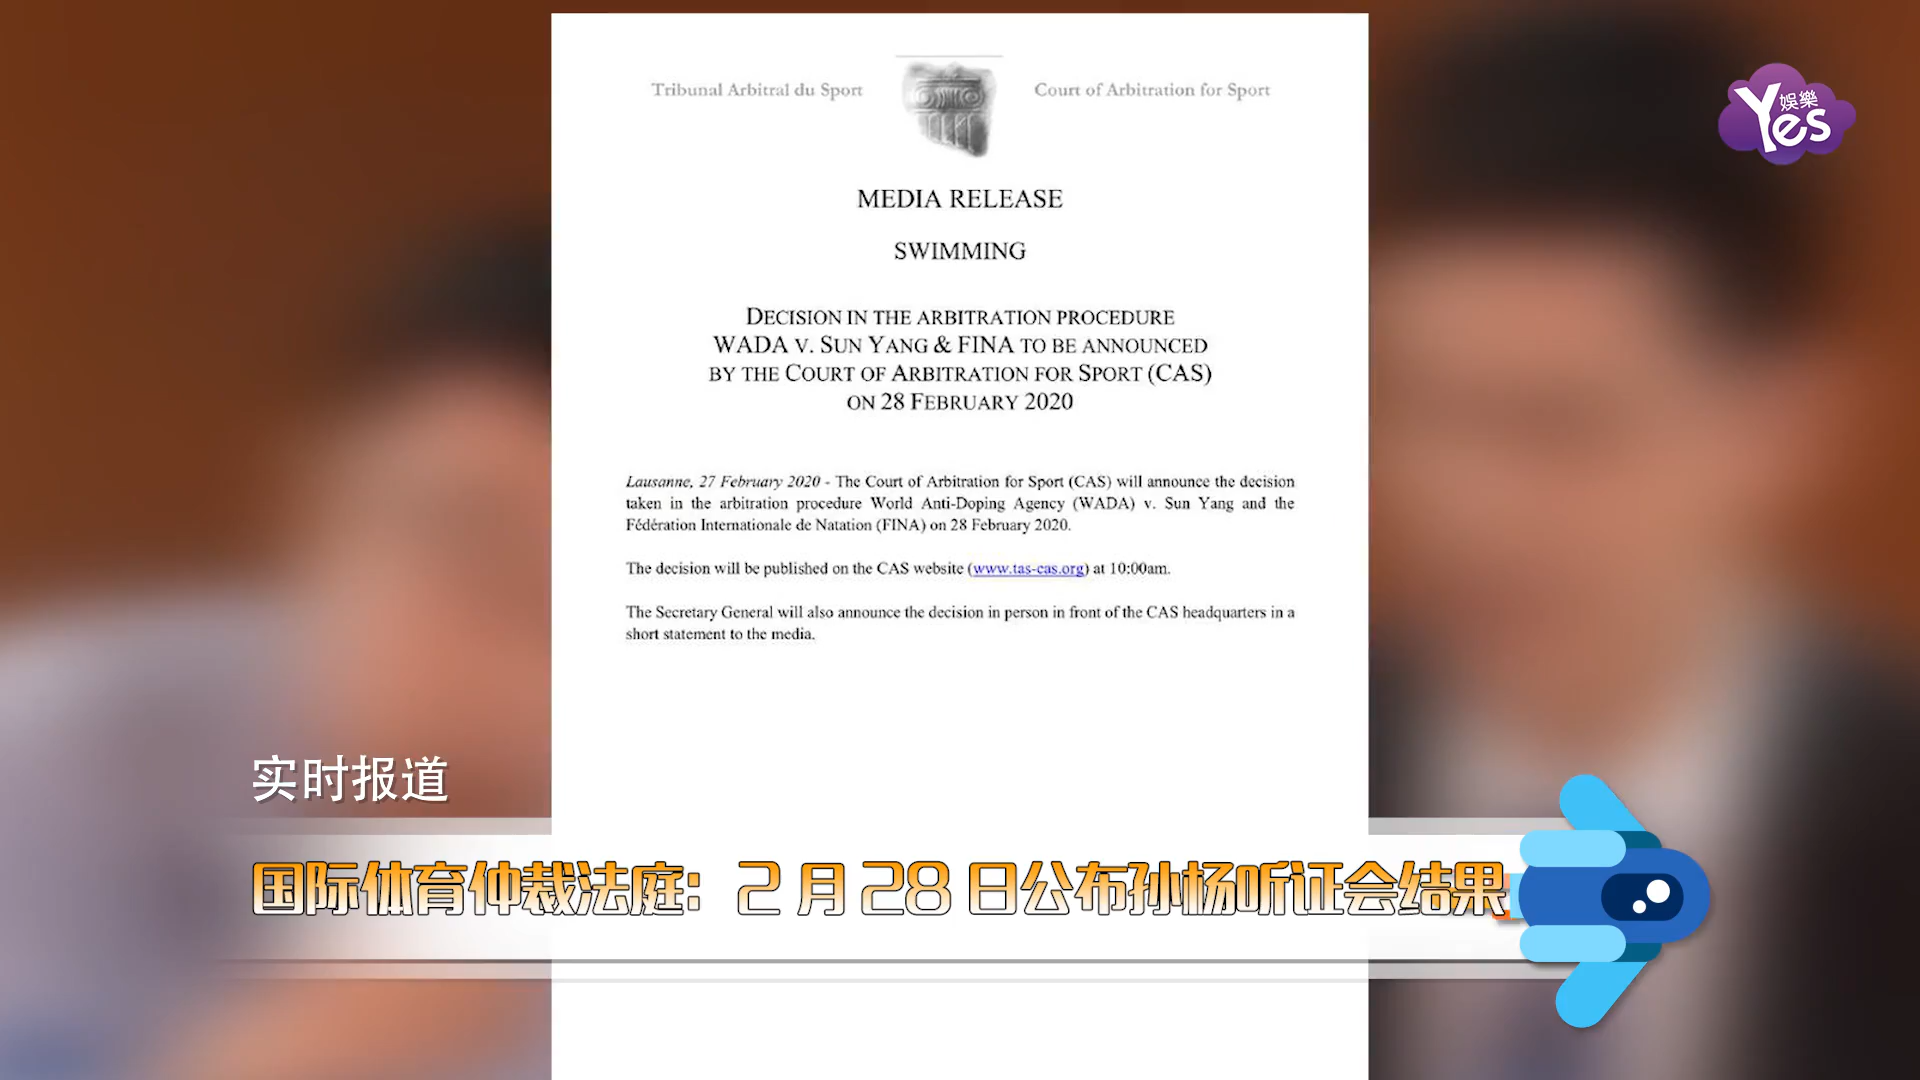 Tribunal Arbitral du Sport
Court of Arbitration for Sport
Yes 娛樂
MEDIA RELEASE
SWIMMING
DECISION IN THE ARBITRATION PROCEDURE
WADA V. SUN YANG & FINA TO BE ANNOUNCED
BY THE COURT OF ARBITRATION FOR SPORT (CAS)
ON 28 FEBRUARY 2020
Lausanne, 27 February 2020 - The Court of Arbitration for Sport (CAS) will announce the decision
taken in the arbitration procedure World Anti-Doping Agency (WADA) v. Sun Yang and the
Fédération Internationale de Natation (FINA) on 28 February 2020.
The decision will be published on the CAS website (www.tas-cas.org) at 10:00am.
The Secretary General will also announce the decision in person in front of the CAS headquarters in a
short statement to the media.
实时报道
国际体育仲裁法庭：2月28日公布孙杨听证会结果